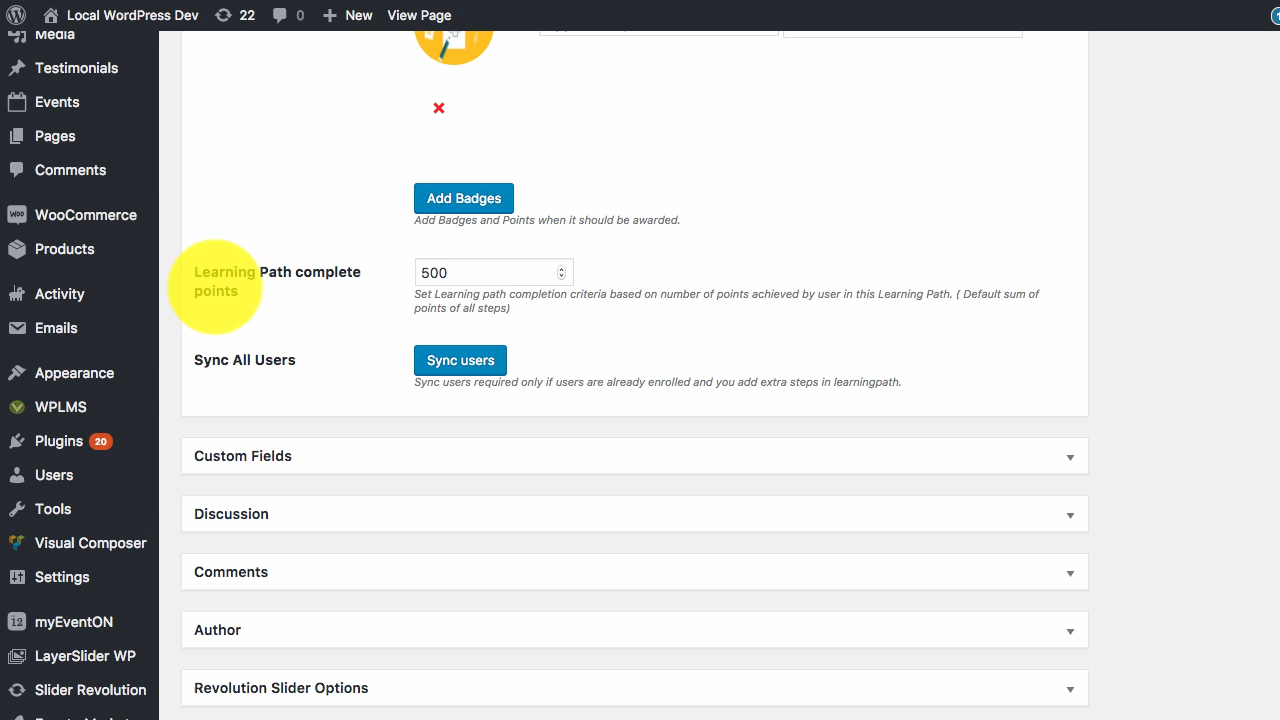 Local WordPress Dev 22 0 New View Page
Media
Testimonials
Events
Pages
Comments
WooCommerce
Products
Activity
Emails
Appearance
WPLMS
Plugins 20
Users
Tools
Visual Composer
Settings
12 myEventON
LayerSlider WP
Slider Revolution
Add Badges
Add Badges and Points when it should be awarded.
Learning Path complete
points
500
Set Learning path completion criteria based on number of points achieved by user in this Learning Path. ( Default sum of
points of all steps)
Sync All Users
Sync users
Sync users required only if users are already enrolled and you add extra steps in learningpath.
Custom Fields
Discussion
Comments
Author
Revolution Slider Options